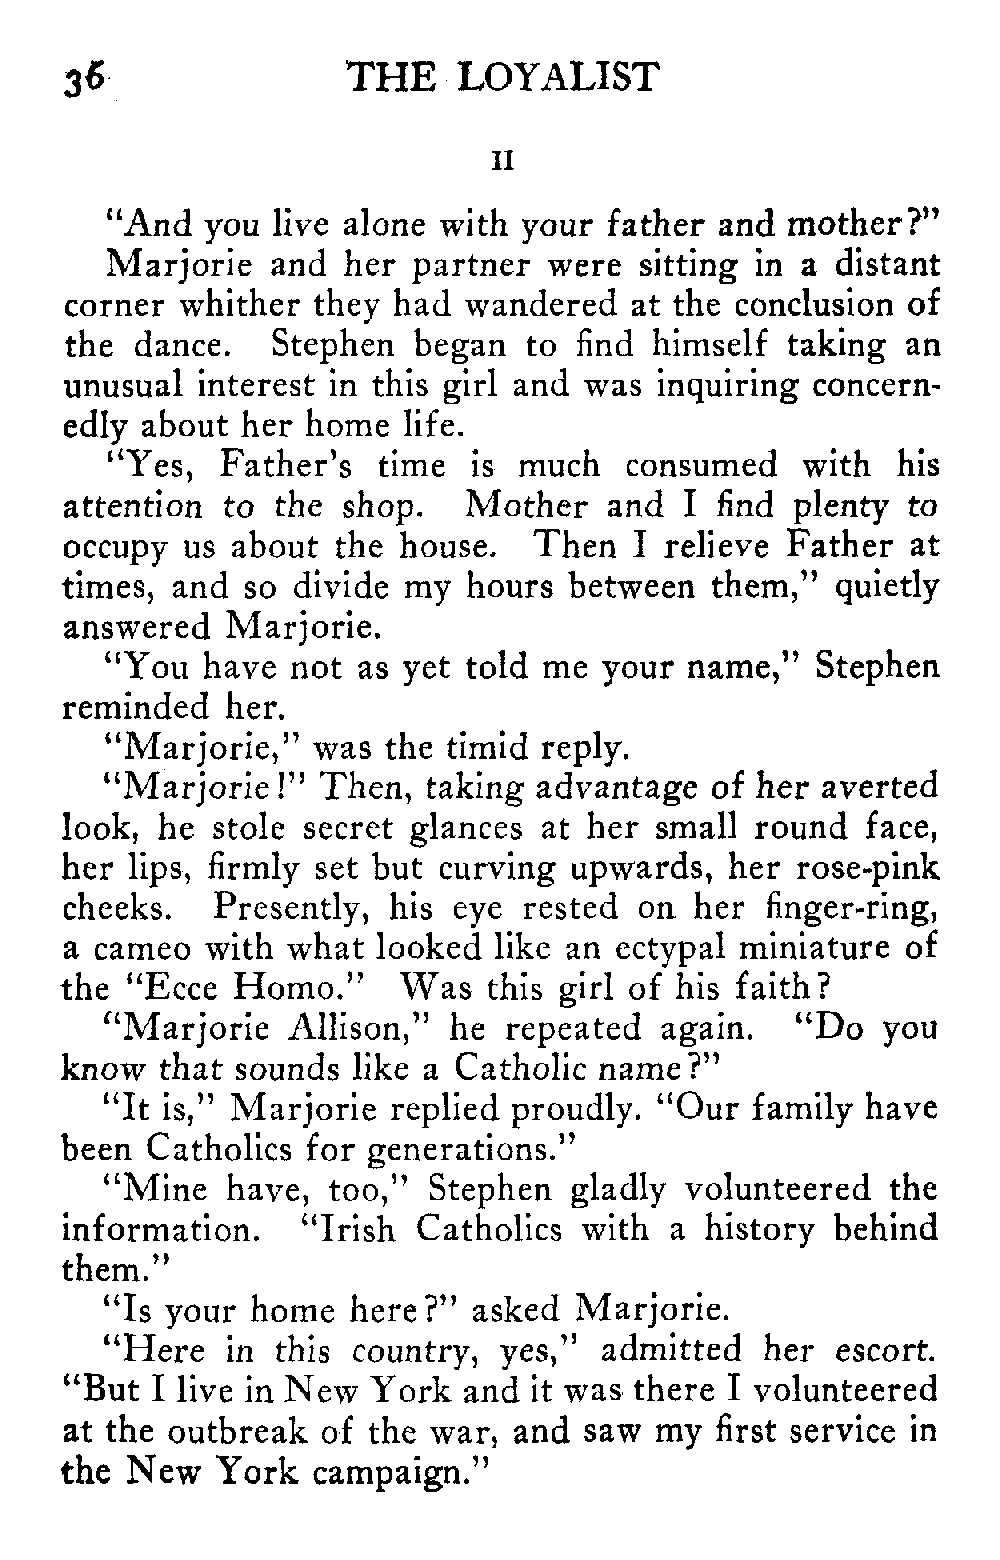 36 THE LOYALIST
II
“And you live alone with your father and mother?”
Marjorie and her partner were sitting in a distant
corner whither they had wandered at the conclusion of
the dance. Stephen began to find himself taking an
unusual interest in this girl and was inquiring concern-
edly about her home life.
“Yes, Father’s time is much consumed with his
attention to the shop. Mother and I find plenty to
occupy us about the house. Then I relieve Father at
times, and so divide my hours between them,” quietly
answered Marjorie.
“You have not as yet told me your name,” Stephen
reminded her.
“Marjorie,” was the timid reply.
“Marjorie!” Then, taking advantage of her averted
look, he stole secret glances at her small round face,
her lips, firmly set but curving upwards, her rose-pink
cheeks. Presently, his eye rested on her finger-ring,
a cameo with what looked like an ectypal miniature of
the “Ecce Homo.” Was this girl of his faith?
“Marjorie Allison,” he repeated again. “Do you
know that sounds like a Catholic name?”
“It is,” Marjorie replied proudly. “Our family have
been Catholics for generations.”
“Mine have, too,” Stephen gladly volunteered the
information. “Irish Catholics with a history behind
them.”
“Is your home here?” asked Marjorie.
“Here in this country, yes,” admitted her escort.
“But I live in New York and it was there I volunteered
at the outbreak of the war, and saw my first service in
the New York campaign.”